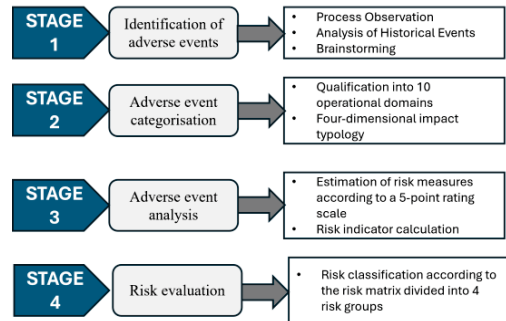 STAGE
1
Identification of
adverse events
• Process Observation
• Analysis of Historical Events
• Brainstorming
STAGE
2
Adverse event
categorisation
• Qualification into 10
operational domains
• Four-dimensional impact
typology
STAGE
3
Adverse event
analysis
• Estimation of risk measures
according to a 5-point rating
scale
• Risk indicator calculation
STAGE
4
Risk evaluation
• Risk classification according to
the risk matrix divided into 4
risk groups